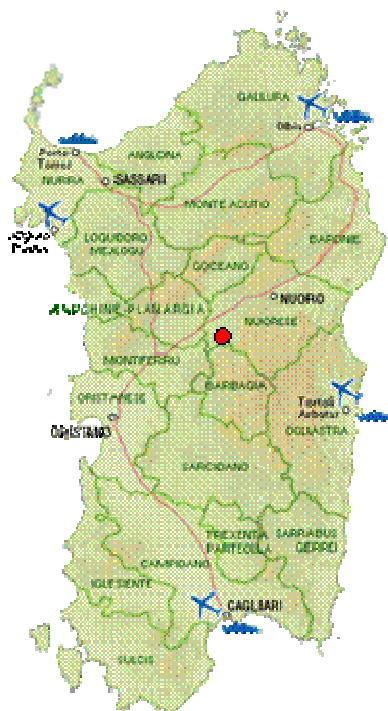 GALLURA
Olbia
Porto
Torres
ANGLONA
NURRA
SASSARI
MONTE ACUTO
LOGUDORO
MEILOGU
BARONIE
GOCEANO
NUORO
PLANARGIA
NUORESE
MONTIFERRU
BARBAGIA
ORISTANESE
Tortolì
Arbatax
ORISTANO
OGLIASTRA
SARCIDANO
TREXENTA
PARTEOLLA
SARRABUS
GERREI
CAMPIDANO
IGLESIENTE
CAGLIARI
SULCIS